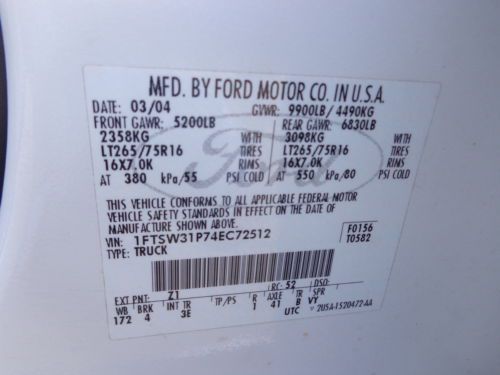 MFD. BY FORD MOTOR CO. IN U.S.A.
DATE: 03/04 GVWR: 9900LB/ 4490KG
FRONT GAWR: 5200LB REAR GAWR: 6830LB
2358KG WITH 3098KG WITH
LT265/75R16 TIRES LT265/75R16 TIRES
16X7.0K RIMS 16X7.0K RIMS
AT 380 kPa/55 PSI COLD AT 550 kPa/80 PSI COLD
Ford
THIS VEHICLE CONFORMS TO ALL APPLICABLE FEDERAL MOTOR
VEHICLE SAFETY STANDARDS IN EFFECT ON THE DATE OF
MANUFACTURE SHOWN ABOVE.
VIN: 1FTSW31P74EC72512 F0156
TYPE: TRUCK T0582
EXT PNT: Z1 RC: 52 DSO:
WB BRK INT TR TP/PS R AXLE TR SPR
172 4 3E 1 41 B VY
UTC 2U5A-1520472-AA